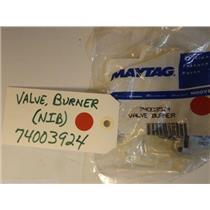 VALVE, BURNER
(NIB)
74003924
MAYTAG
74003924
VALVE BURNER